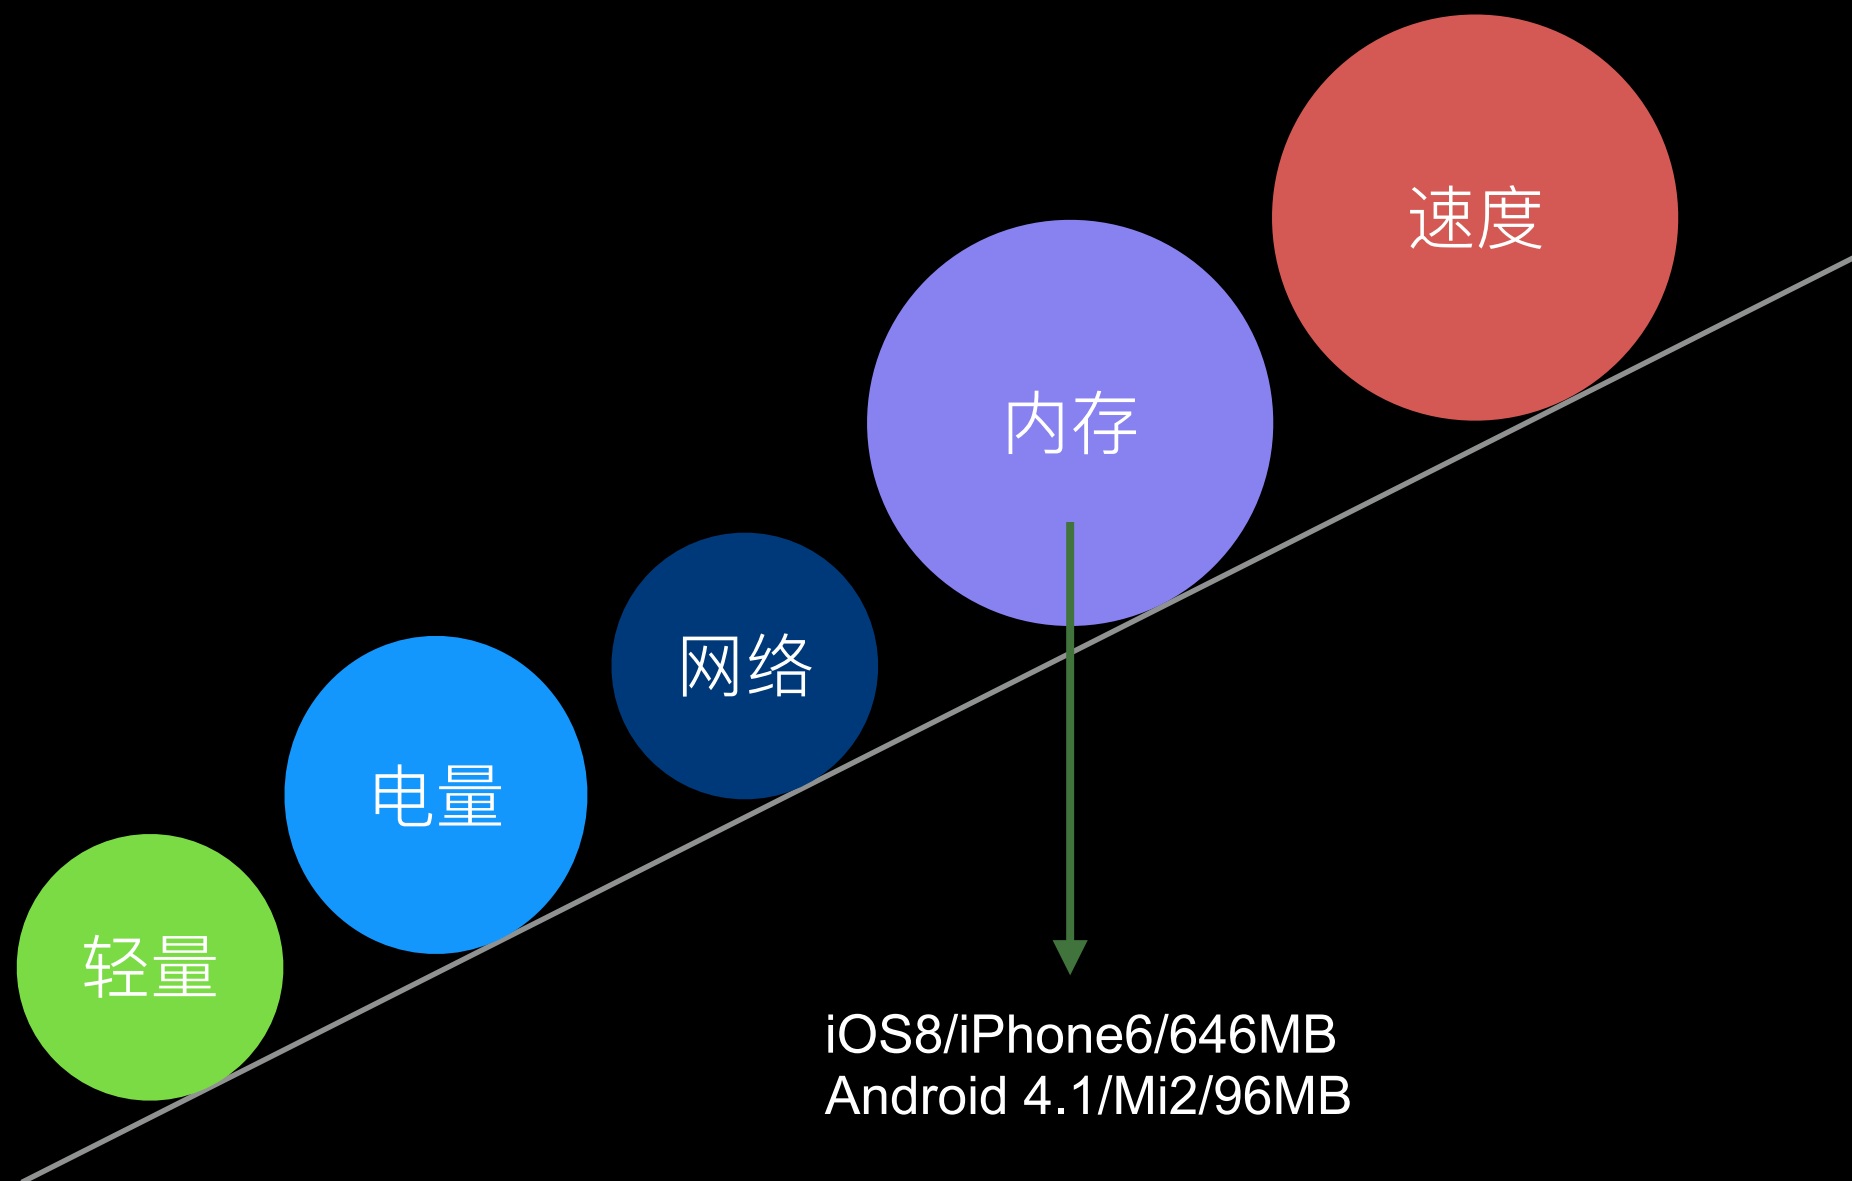 速度
内存
网络
电量
轻量
iOS8/iPhone6/646MB
Android 4.1/Mi2/96MB